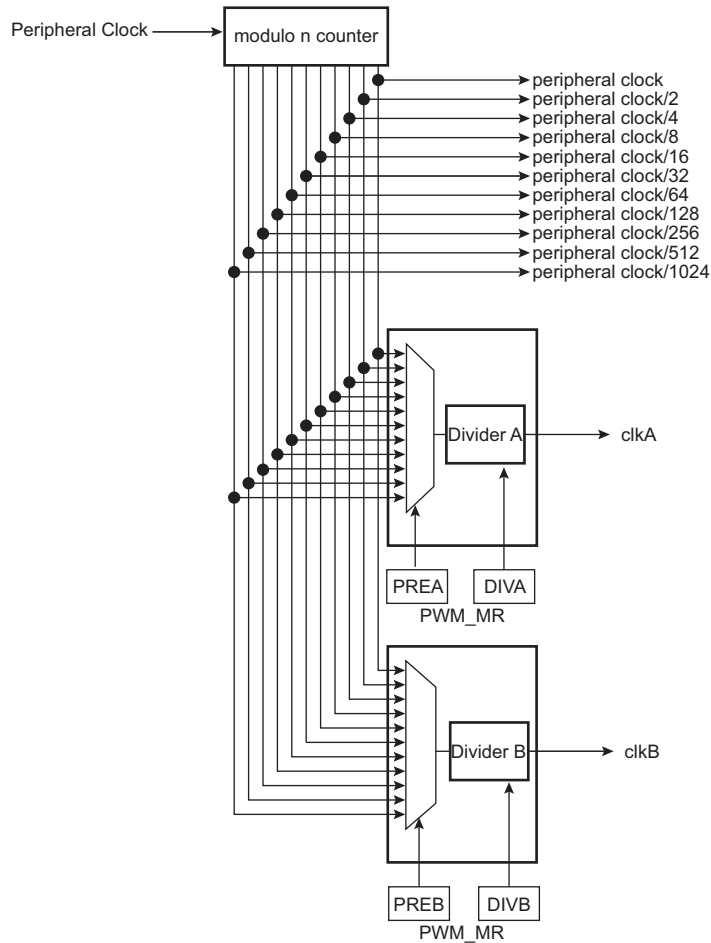 Peripheral Clock
modulo n counter
peripheral clock
peripheral clock/2
peripheral clock/4
peripheral clock/8
peripheral clock/16
peripheral clock/32
peripheral clock/64
peripheral clock/128
peripheral clock/256
peripheral clock/512
peripheral clock/1024
Divider A
clkA
PREA
DIVA
PWM_MR
Divider B
clkB
PREB
DIVB
PWM_MR